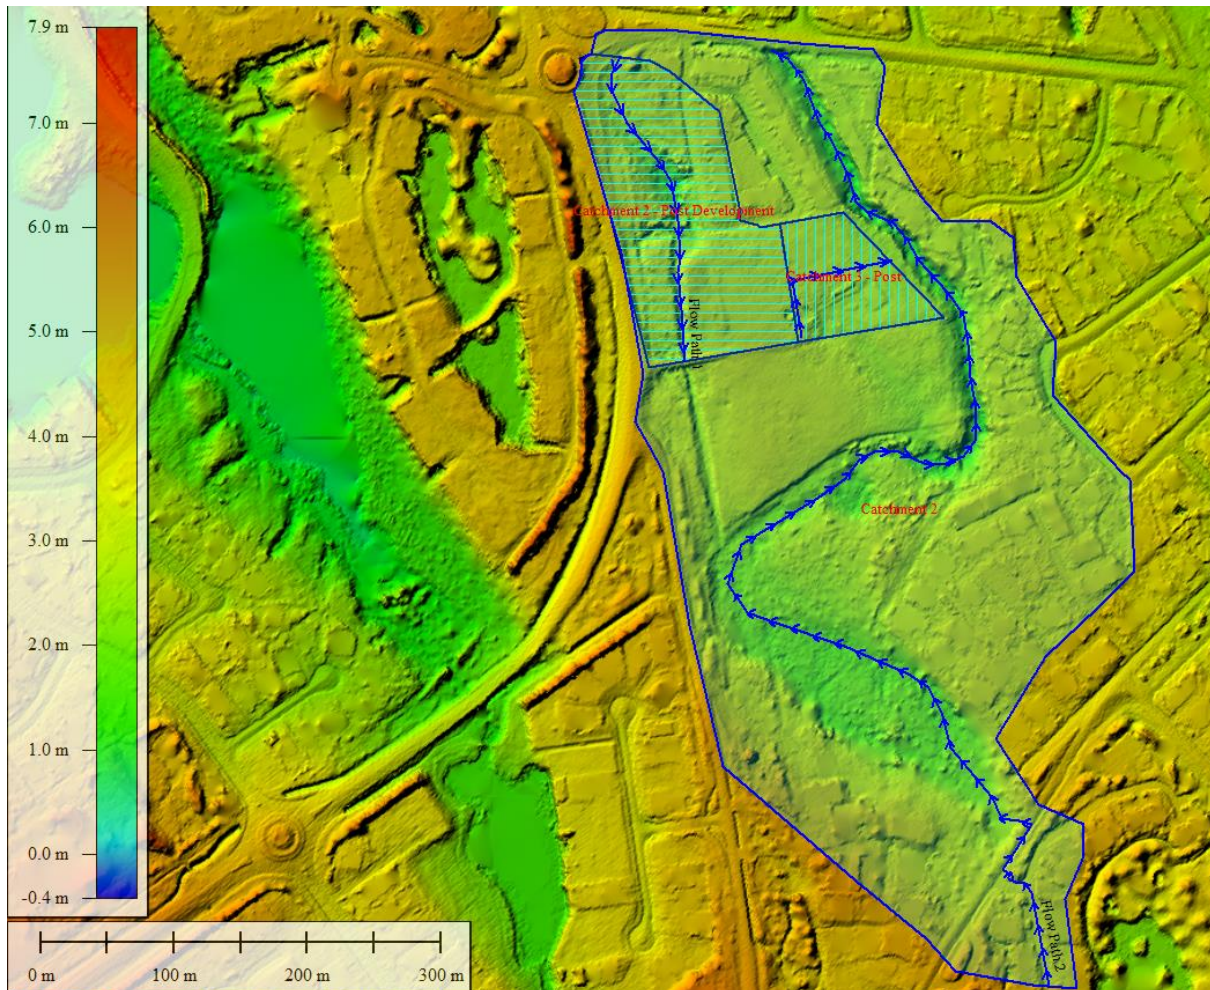 7.9 m
7.0 m
6.0 m
5.0 m
4.0 m
3.0 m
2.0 m
1.0 m
0.0 m
-0.4 m
Catchment 2 - Post Development
Catchment 3 - Post
Flow Path 1
Catchment 2
Flow Path 2
0 m 100 m 200 m 300 m